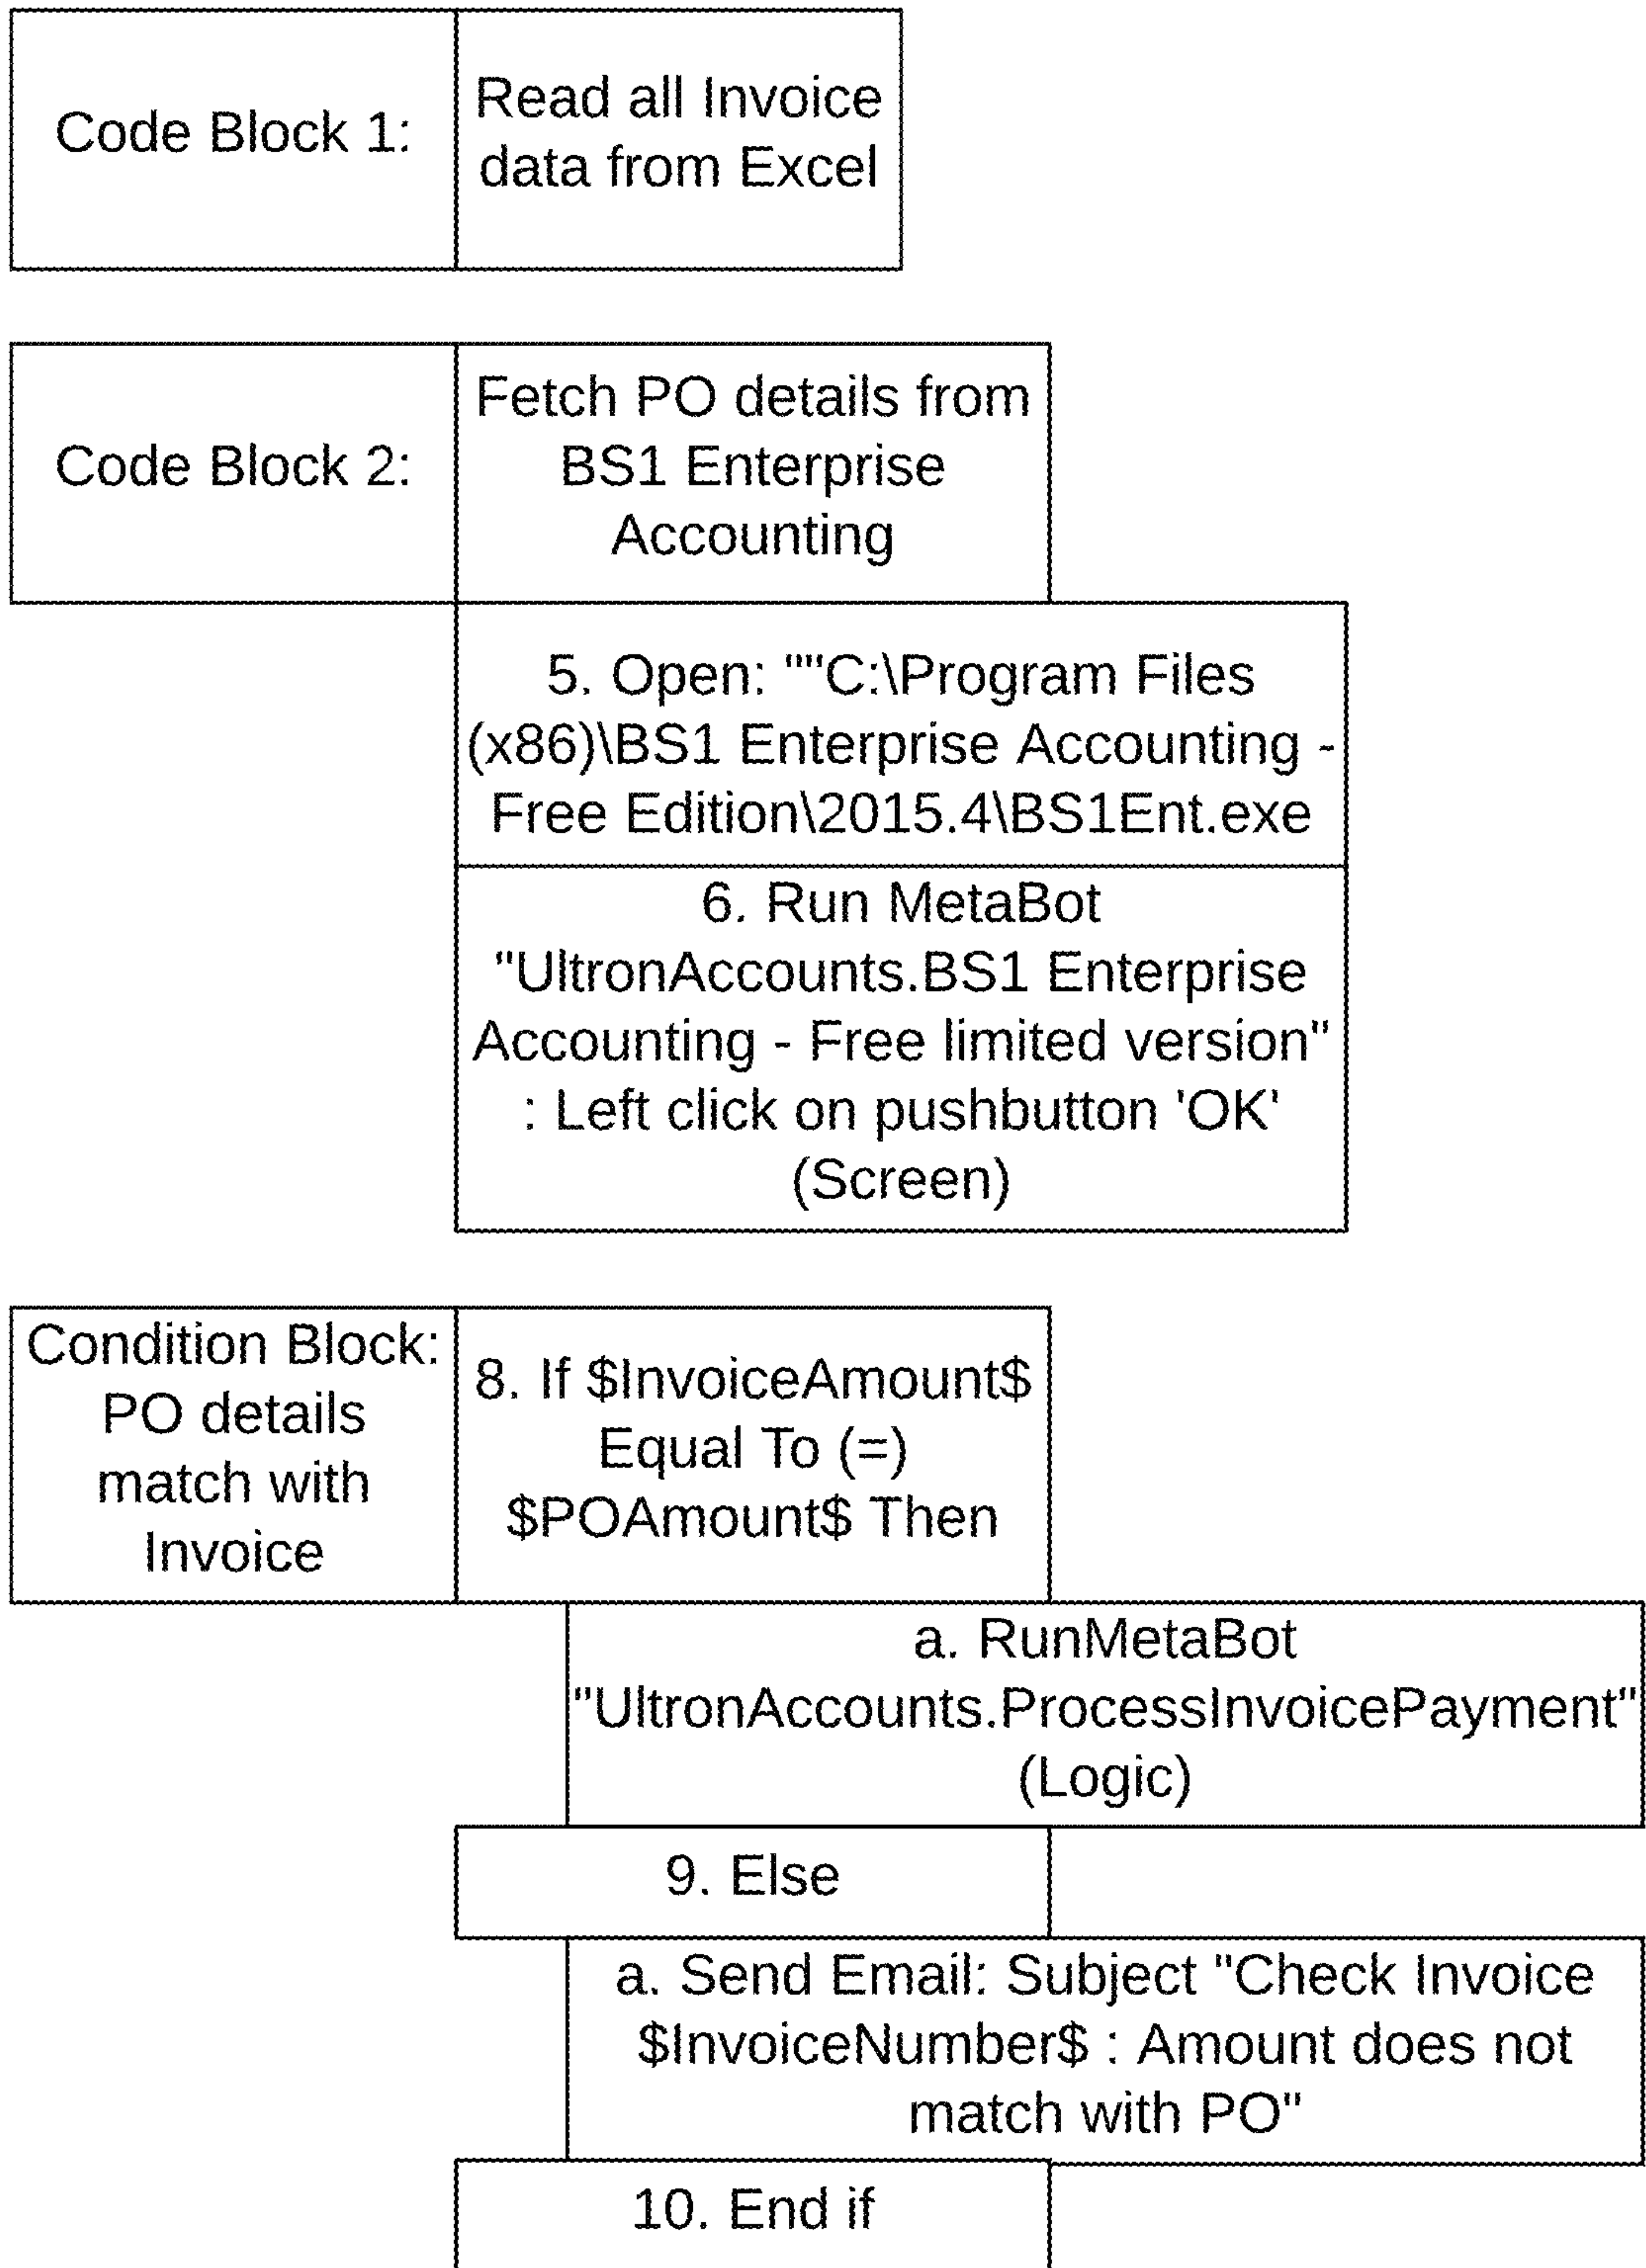 Code Block 1:
Read all Invoice
data from Excel
Code Block 2:
Fetch PO details from
BS1 Enterprise
Accounting
5. Open: ""C:\Program Files
(x86)\BS1 Enterprise Accounting -
Free Edition\2015.4\BS1Ent.exe
6. Run MetaBot
"UltronAccounts.BS1 Enterprise
Accounting - Free limited version"
: Left click on pushbutton 'OK'
(Screen)
Condition Block:
PO details
match with
Invoice
8. If $InvoiceAmount$
Equal To (=)
$POAmount$ Then
a. RunMetaBot
"UltronAccounts.ProcessInvoicePayment"
(Logic)
9. Else
a. Send Email: Subject "Check Invoice
$InvoiceNumber$ : Amount does not
match with PO"
10. End if